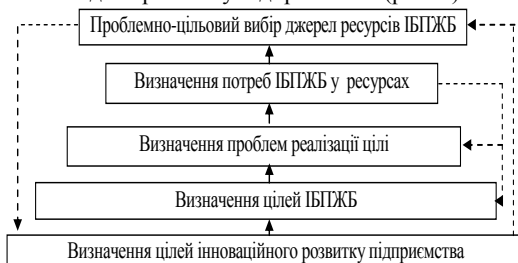 Проблемно-цільовий вибір джерел ресурсів ІБПЖБ
Визначення потреб ІБПЖБ у ресурсах
Визначення проблем реалізації цілі
Визначення цілей ІБПЖБ
Визначення цілей інноваційного розвитку підприємства